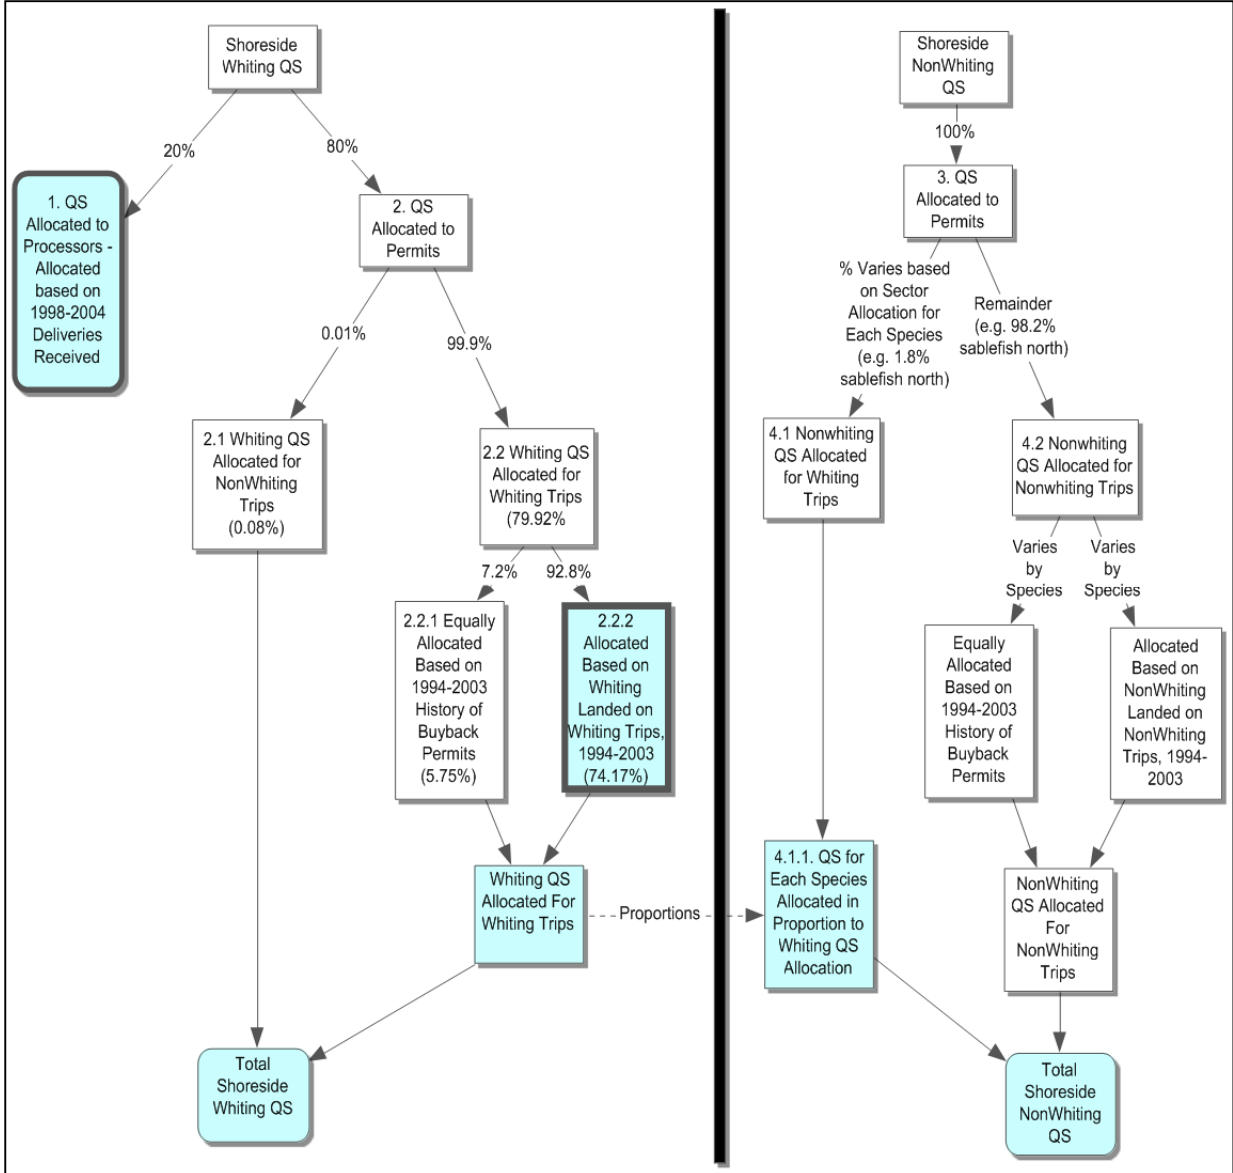 Shoreside
Whiting QS
20%
80%
1. QS
Allocated to
Processors -
Allocated
based on
1998-2004
Deliveries
Received
2. QS
Allocated to
Permits
0.01%
99.9%
2.1 Whiting QS
Allocated for
NonWhiting
Trips
(0.08%)
2.2 Whiting QS
Allocated for
Whiting Trips
(79.92%
7.2%
92.8%
2.2.1 Equally
Allocated
Based on
1994-2003
History of
Buyback
Permits
(5.75%)
2.2.2
Allocated
Based on
Whiting
Landed on
Whiting Trips,
1994-2003
(74.17%)
Whiting QS
Allocated For
Whiting Trips
Proportions
Total
Shoreside
Whiting QS
Shoreside
NonWhiting
QS
100%
3. QS
Allocated to
Permits
% Varies based
on Sector
Allocation for
Each Species
(e.g. 1.8%
sablefish north)
Remainder
(e.g. 98.2%
sablefish north)
4.1 Nonwhiting
QS Allocated
for Whiting
Trips
4.2 Nonwhiting
QS Allocated for
Nonwhiting Trips
Varies
by
Species
Varies
by
Species
Equally
Allocated
Based on
1994-2003
History of
Buyback
Permits
Allocated
Based on
NonWhiting
Landed on
NonWhiting
Trips, 1994-
2003
4.1.1. QS for
Each Species
Allocated in
Proportion to
Whiting QS
Allocation
NonWhiting
QS Allocated
For
NonWhiting
Trips
Total
Shoreside
NonWhiting
QS